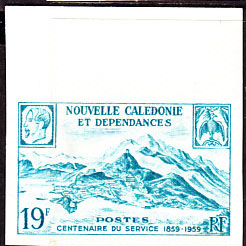 NOUVELLE CALEDONIE
ET DEPENDANCES
19F
POSTES
RF
CENTENAIRE DU SERVICE 1859-1959